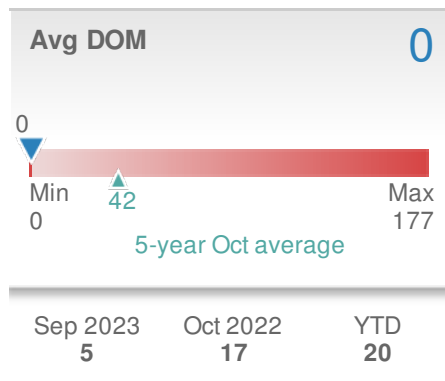 Avg DOM 0
0
Min 42 Max
0 177
5-year Oct average
Sep 2023 Oct 2022 YTD
5 17 20